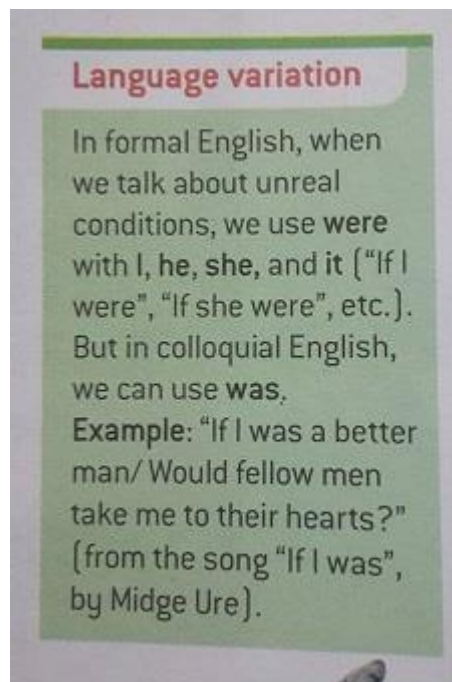 Language variation
In formal English, when
we talk about unreal
conditions, we use were
with I, he, she, and it ("If I
were", "If she were", etc.).
But in colloquial English,
we can use was.
Example: "If I was a better
man/ Would fellow men
take me to their hearts?"
(from the song "If I was",
by Midge Ure).